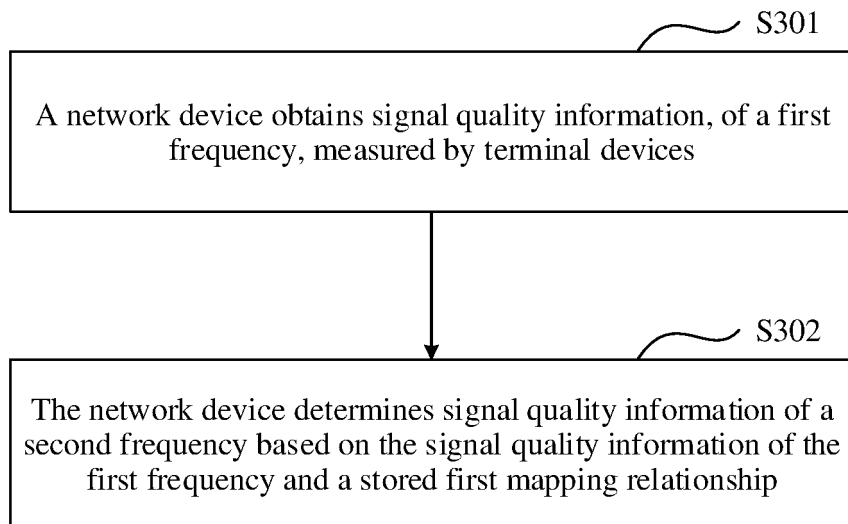 S301
A network device obtains signal quality information, of a first
frequency, measured by terminal devices
S302
The network device determines signal quality information of a
second frequency based on the signal quality information of the
first frequency and a stored first mapping relationship